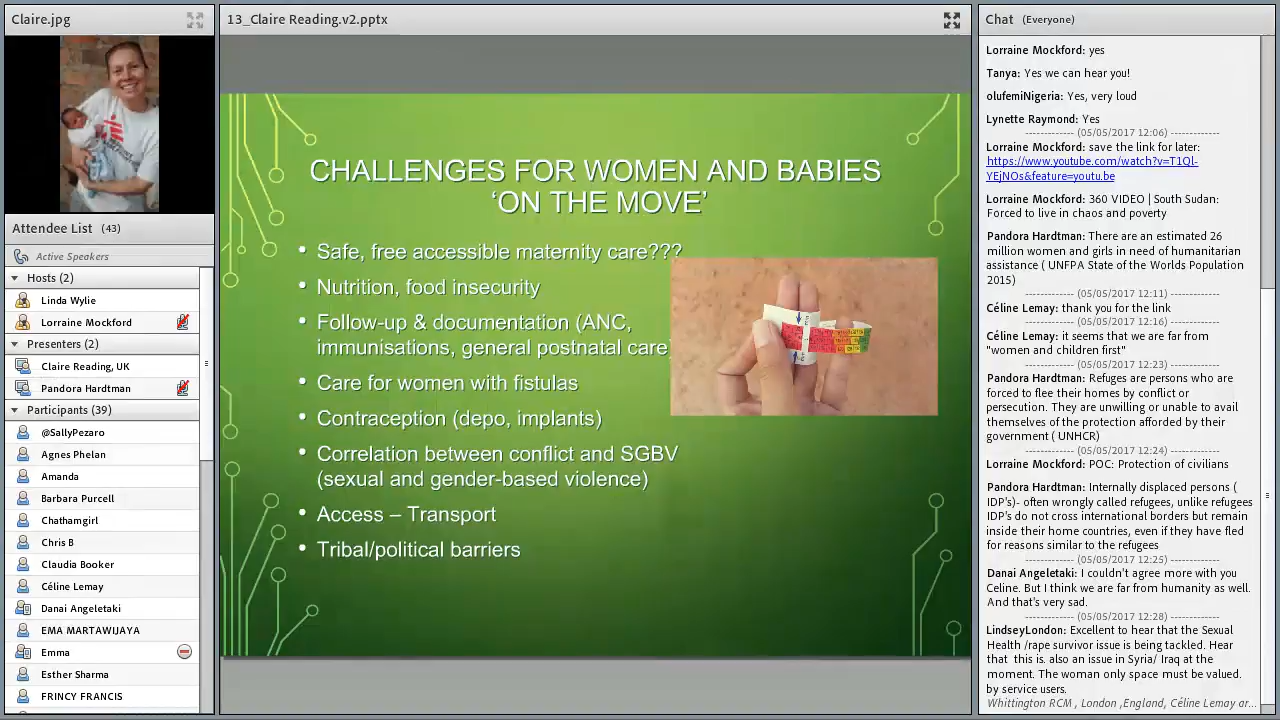 Claire.jpg
Attendee List (43)
Active Speakers
Hosts (2)
Linda Wylie
Lorraine Mockford
Presenters (2)
Claire Reading, UK
Pandora Hardtman
Participants (39)
@SallyPezaro
Agnes Phelan
Amanda
Barbara Purcell
Chathamgirl
Chris B
Claudia Booker
Céline Lemay
Danai Angeletaki
EMA MARTAWIJAYA
Emma
Esther Sharma
FRINCY FRANCIS
13_Claire Reading.v2.pptx
CHALLENGES FOR WOMEN AND BABIES
‘ON THE MOVE’
• Safe, free accessible maternity care???
• Nutrition, food insecurity
• Follow-up & documentation (ANC,
immunisations, general postnatal care)
• Care for women with fistulas
• Contraception (depo, implants)
• Correlation between conflict and SGBV
(sexual and gender-based violence)
• Access – Transport
• Tribal/political barriers
Chat (Everyone)
Lorraine Mockford: yes
Tanya: Yes we can hear you!
olufemiNigeria: Yes, very loud
Lynette Raymond: Yes
------------ (05/05/2017 12:06) ------------
Lorraine Mockford: save the link for later:
https://www.youtube.com/watch?v=T1Ql-
YEjNOs&feature=youtu.be
Lorraine Mockford: 360 VIDEO | South Sudan:
Forced to live in chaos and poverty
Pandora Hardtman: There are an estimated 26
million women and girls in need of humanitarian
assistance ( UNFPA State of the Worlds Population
2015)
------------ (05/05/2017 12:11) ------------
Céline Lemay: thank you for the link
------------ (05/05/2017 12:16) ------------
Céline Lemay: it seems that we are far from
"women and children first"
------------ (05/05/2017 12:23) ------------
Pandora Hardtman: Refuges are persons who are
forced to flee their homes by conflict or
persecution. They are unwilling or unable to avail
themselves of the protection afforded by their
government ( UNHCR)
------------ (05/05/2017 12:24) ------------
Lorraine Mockford: POC: Protection of civilians
Pandora Hardtman: Internally displaced persons (
IDP's)- often wrongly called refugees, unlike refugees
IDP's do not cross international borders but remain
inside their home countries, even if they have fled
for reasons similar to the refugees
------------ (05/05/2017 12:25) ------------
Danai Angeletaki: I couldn't agree more with you
Celine. But I think we are far from humanity as well.
And that's very sad.
------------ (05/05/2017 12:28) ------------
LindseyLondon: Excellent to hear that the Sexual
Health /rape survivor issue is being tackled. Hear
that this is. also an issue in Syria/ Iraq at the
moment. The woman only space must be valued.
by service users.
Whittington RCM , London ,England, Céline Lemay ar...